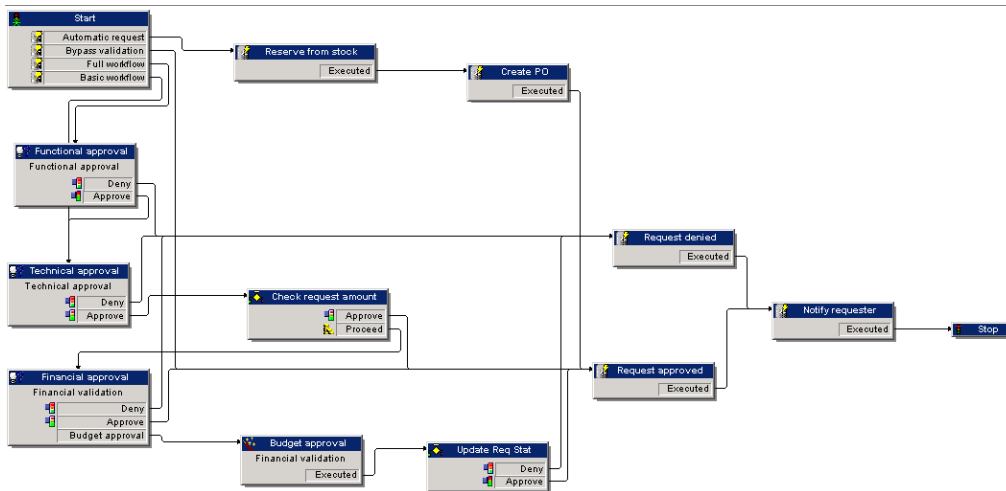 Start
Automatic request
Bypass validation
Full workflow
Basic workflow
Reserve from stock
Executed
Create PO
Executed
Functional approval
Functional approval
Deny
Approve
Request denied
Executed
Technical approval
Technical approval
Deny
Approve
Check request amount
Approve
Proceed
Notify requester
Executed
Stop
Financial approval
Financial validation
Deny
Approve
Budget approval
Request approved
Executed
Budget approval
Financial validation
Executed
Update Req Stat
Deny
Approve